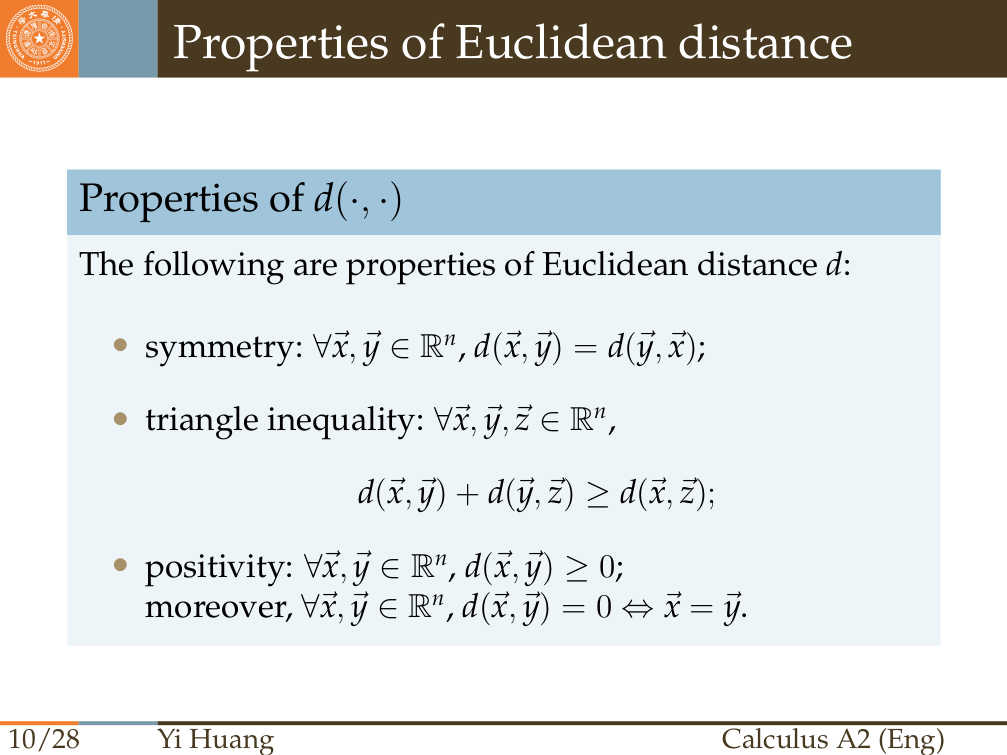 Properties of Euclidean distance
Properties of d(·, ·)
The following are properties of Euclidean distance d:
• symmetry: ∀x⃗, y⃗ ∈ ℝⁿ, d(x⃗, y⃗) = d(y⃗, x⃗);
• triangle inequality: ∀x⃗, y⃗, z⃗ ∈ ℝⁿ,
d(x⃗, y⃗) + d(y⃗, z⃗) ≥ d(x⃗, z⃗);
• positivity: ∀x⃗, y⃗ ∈ ℝⁿ, d(x⃗, y⃗) ≥ 0;
moreover, ∀x⃗, y⃗ ∈ ℝⁿ, d(x⃗, y⃗) = 0 ⇔ x⃗ = y⃗.
10/28 Yi Huang Calculus A2 (Eng)